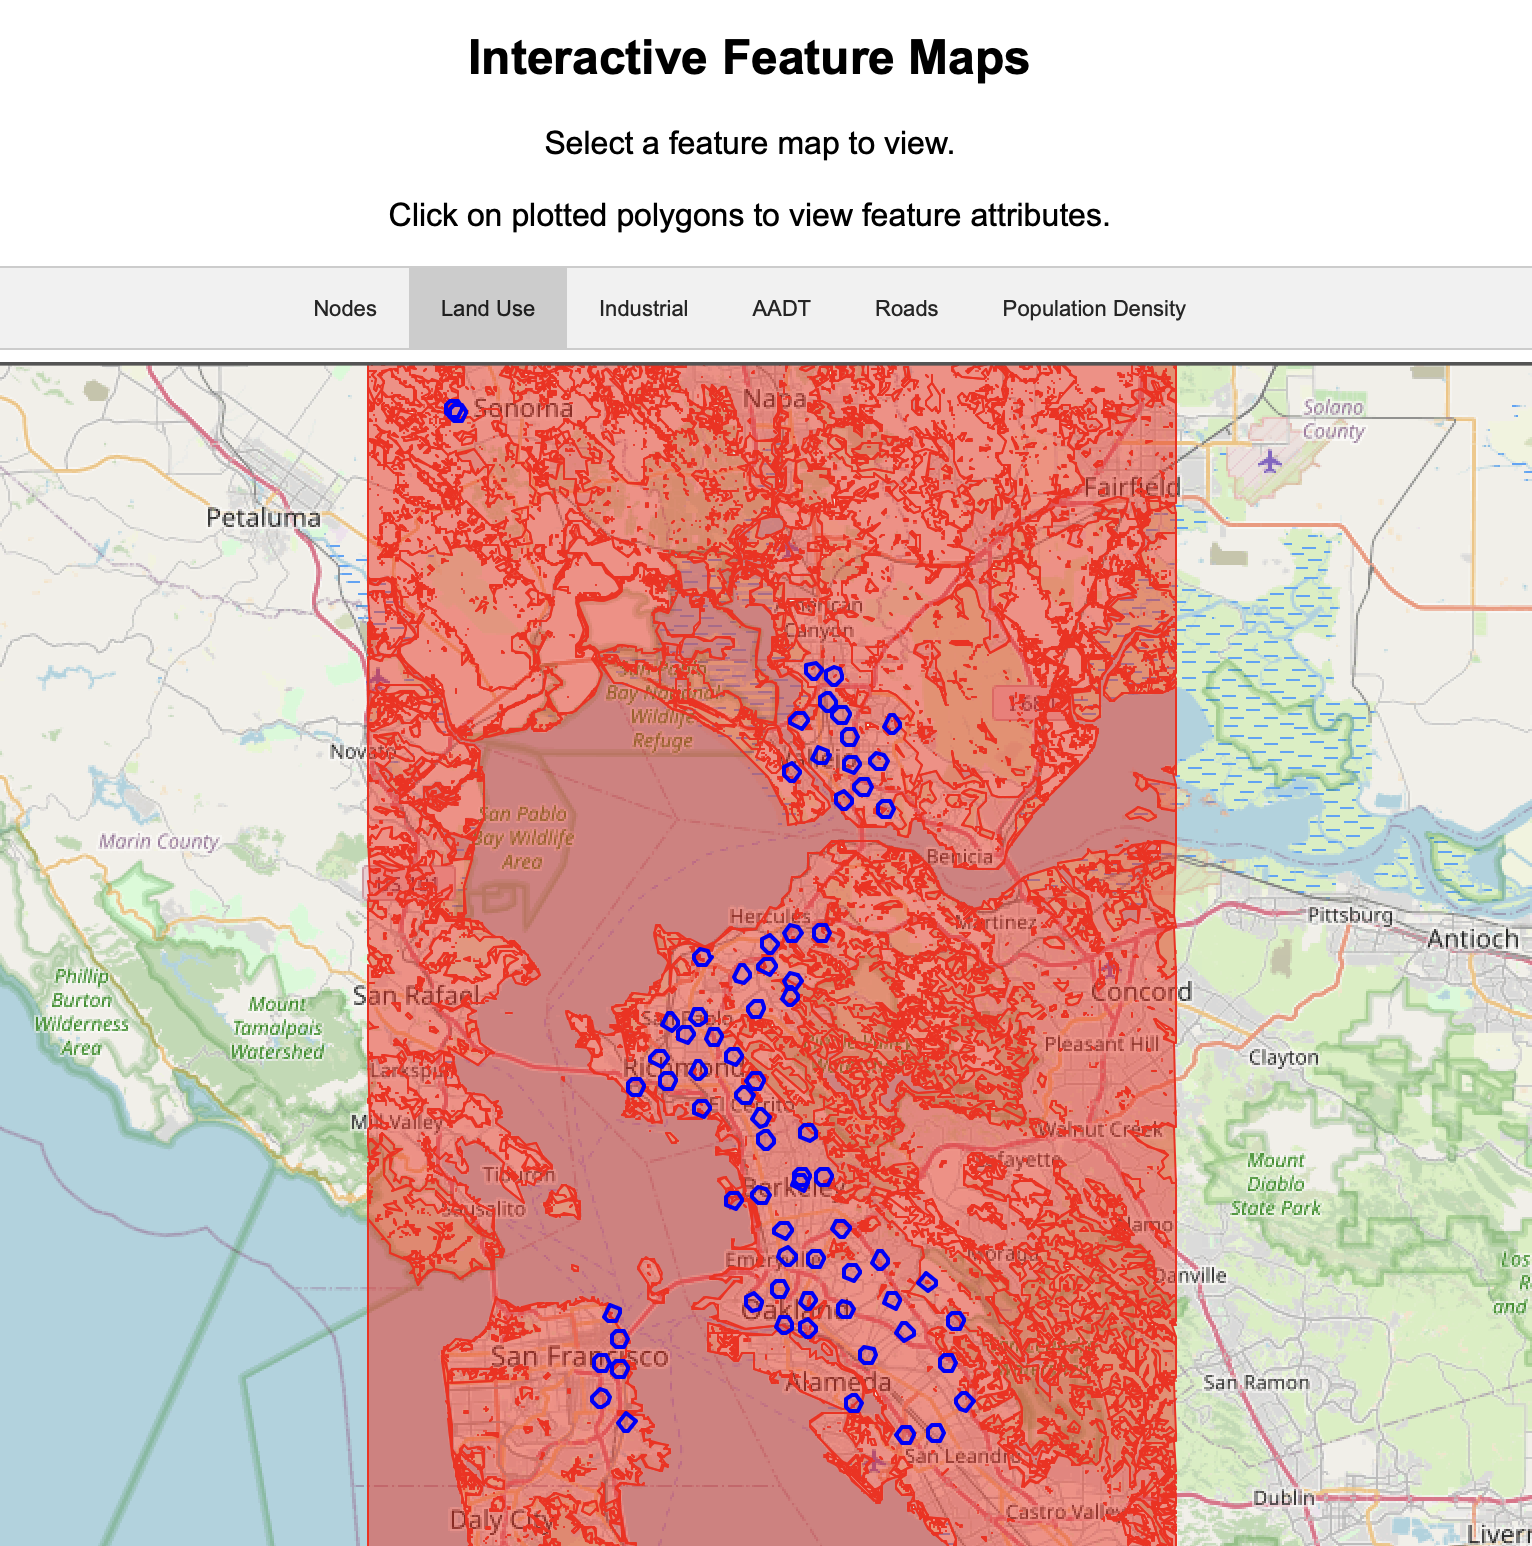 Interactive Feature Maps
Select a feature map to view.
Click on plotted polygons to view feature attributes.
Nodes Land Use Industrial AADT Roads Population Density
Sonoma
Napa
Solano
County
Fairfield
Petaluma
American
Canyon
San Pablo
Bay National
Wildlife
Refuge
I 680
Novato
San Pablo
Bay Wildlife
Area
Marin County
Benicia
Hercules
Martinez
Pittsburg
Antioch
Phillip
Burton
Wilderness
Area
San Rafael
Mount
Tamalpais
Watershed
Concord
San Pablo
Pleasant Hill
Clayton
Richmond
Larkspur
El Cerrito
Mill Valley
Walnut Creek
Lafayette
Tiburon
Mount
Diablo
State Park
Berkeley
Sausalito
Alamo
Moraga
Emeryville
Danville
Los
R
and
Oakland
San Francisco
Alameda
San Ramon
San Leandro
Dublin
Castro Valley
Daly City
Liverr